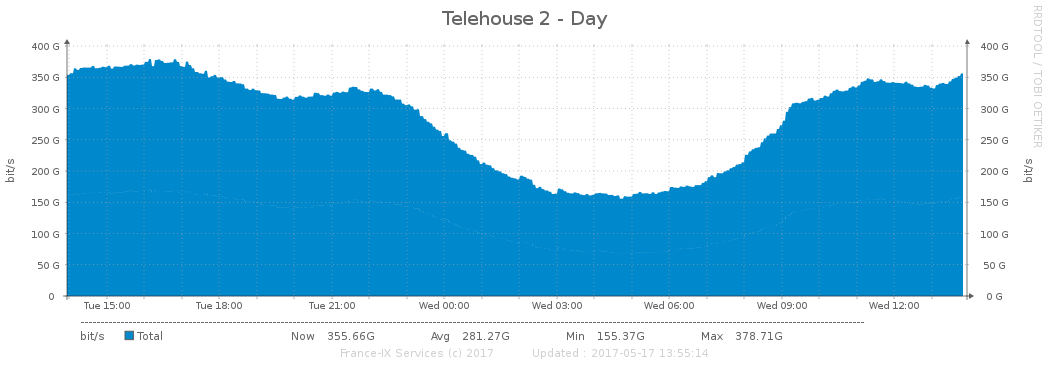 Telehouse 2 - Day
RRDTOOL / TOBI OETIKER
400 G 400 G
350 G 350 G
300 G 300 G
250 G 250 G
200 G 200 G
150 G 150 G
100 G 100 G
50 G 50 G
0 0 G
bit/s bit/s
Tue 15:00 Tue 18:00 Tue 21:00 Wed 00:00 Wed 03:00 Wed 06:00 Wed 09:00 Wed 12:00
bit/s Total Now 355.66G Avg 281.27G Min 155.37G Max 378.71G
France-IX Services (c) 2017 Updated : 2017-05-17 13:55:14